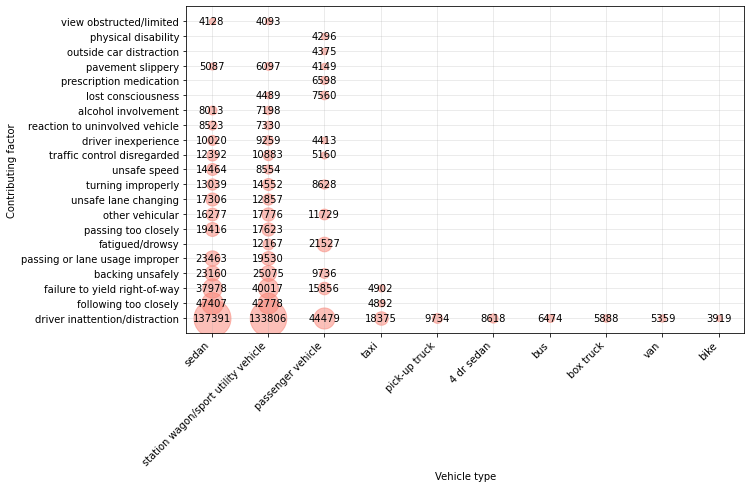 Contributing factor
view obstructed/limited 4128 4093
physical disability 4296
outside car distraction 4375
pavement slippery 5087 6097 4149
prescription medication 6598
lost consciousness 4489 7560
alcohol involvement 8013 7198
reaction to uninvolved vehicle 8523 7330
driver inexperience 10020 9259 4413
traffic control disregarded 12392 10883 5160
unsafe speed 14464 8554
turning improperly 13039 14552 8628
unsafe lane changing 17306 12857
other vehicular 16277 17776 11729
passing too closely 19416 17623
fatigued/drowsy 12167 21527
passing or lane usage improper 23463 19530
backing unsafely 23160 25075 9736
failure to yield right-of-way 37978 40017 15856 4902
following too closely 47407 42778 4892
driver inattention/distraction 137391 133806 44479 18375 9734 8618 6474 5888 5359 3919
sedan
station wagon/sport utility vehicle
passenger vehicle
taxi
pick-up truck
4 dr sedan
bus
box truck
van
bike
Vehicle type